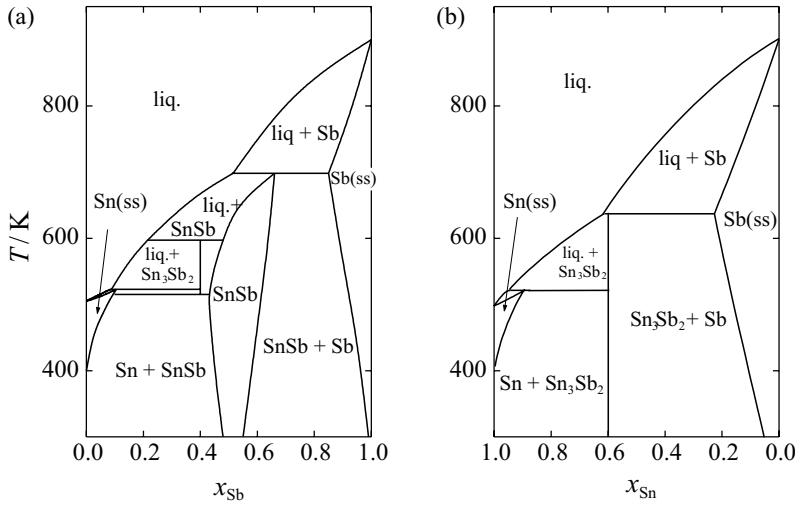 (a)
liq.
liq + Sb
Sb(ss)
Sn(ss)
liq.+
SnSb
liq.+
Sn3Sb2
SnSb
Sn + SnSb
SnSb + Sb
800
600
400
T / K
0.0 0.2 0.4 0.6 0.8 1.0
xSb
(b)
liq.
liq + Sb
Sn(ss)
Sb(ss)
liq. +
Sn3Sb2
Sn3Sb2 + Sb
Sn + Sn3Sb2
800
600
400
1.0 0.8 0.6 0.4 0.2 0.0
xSn